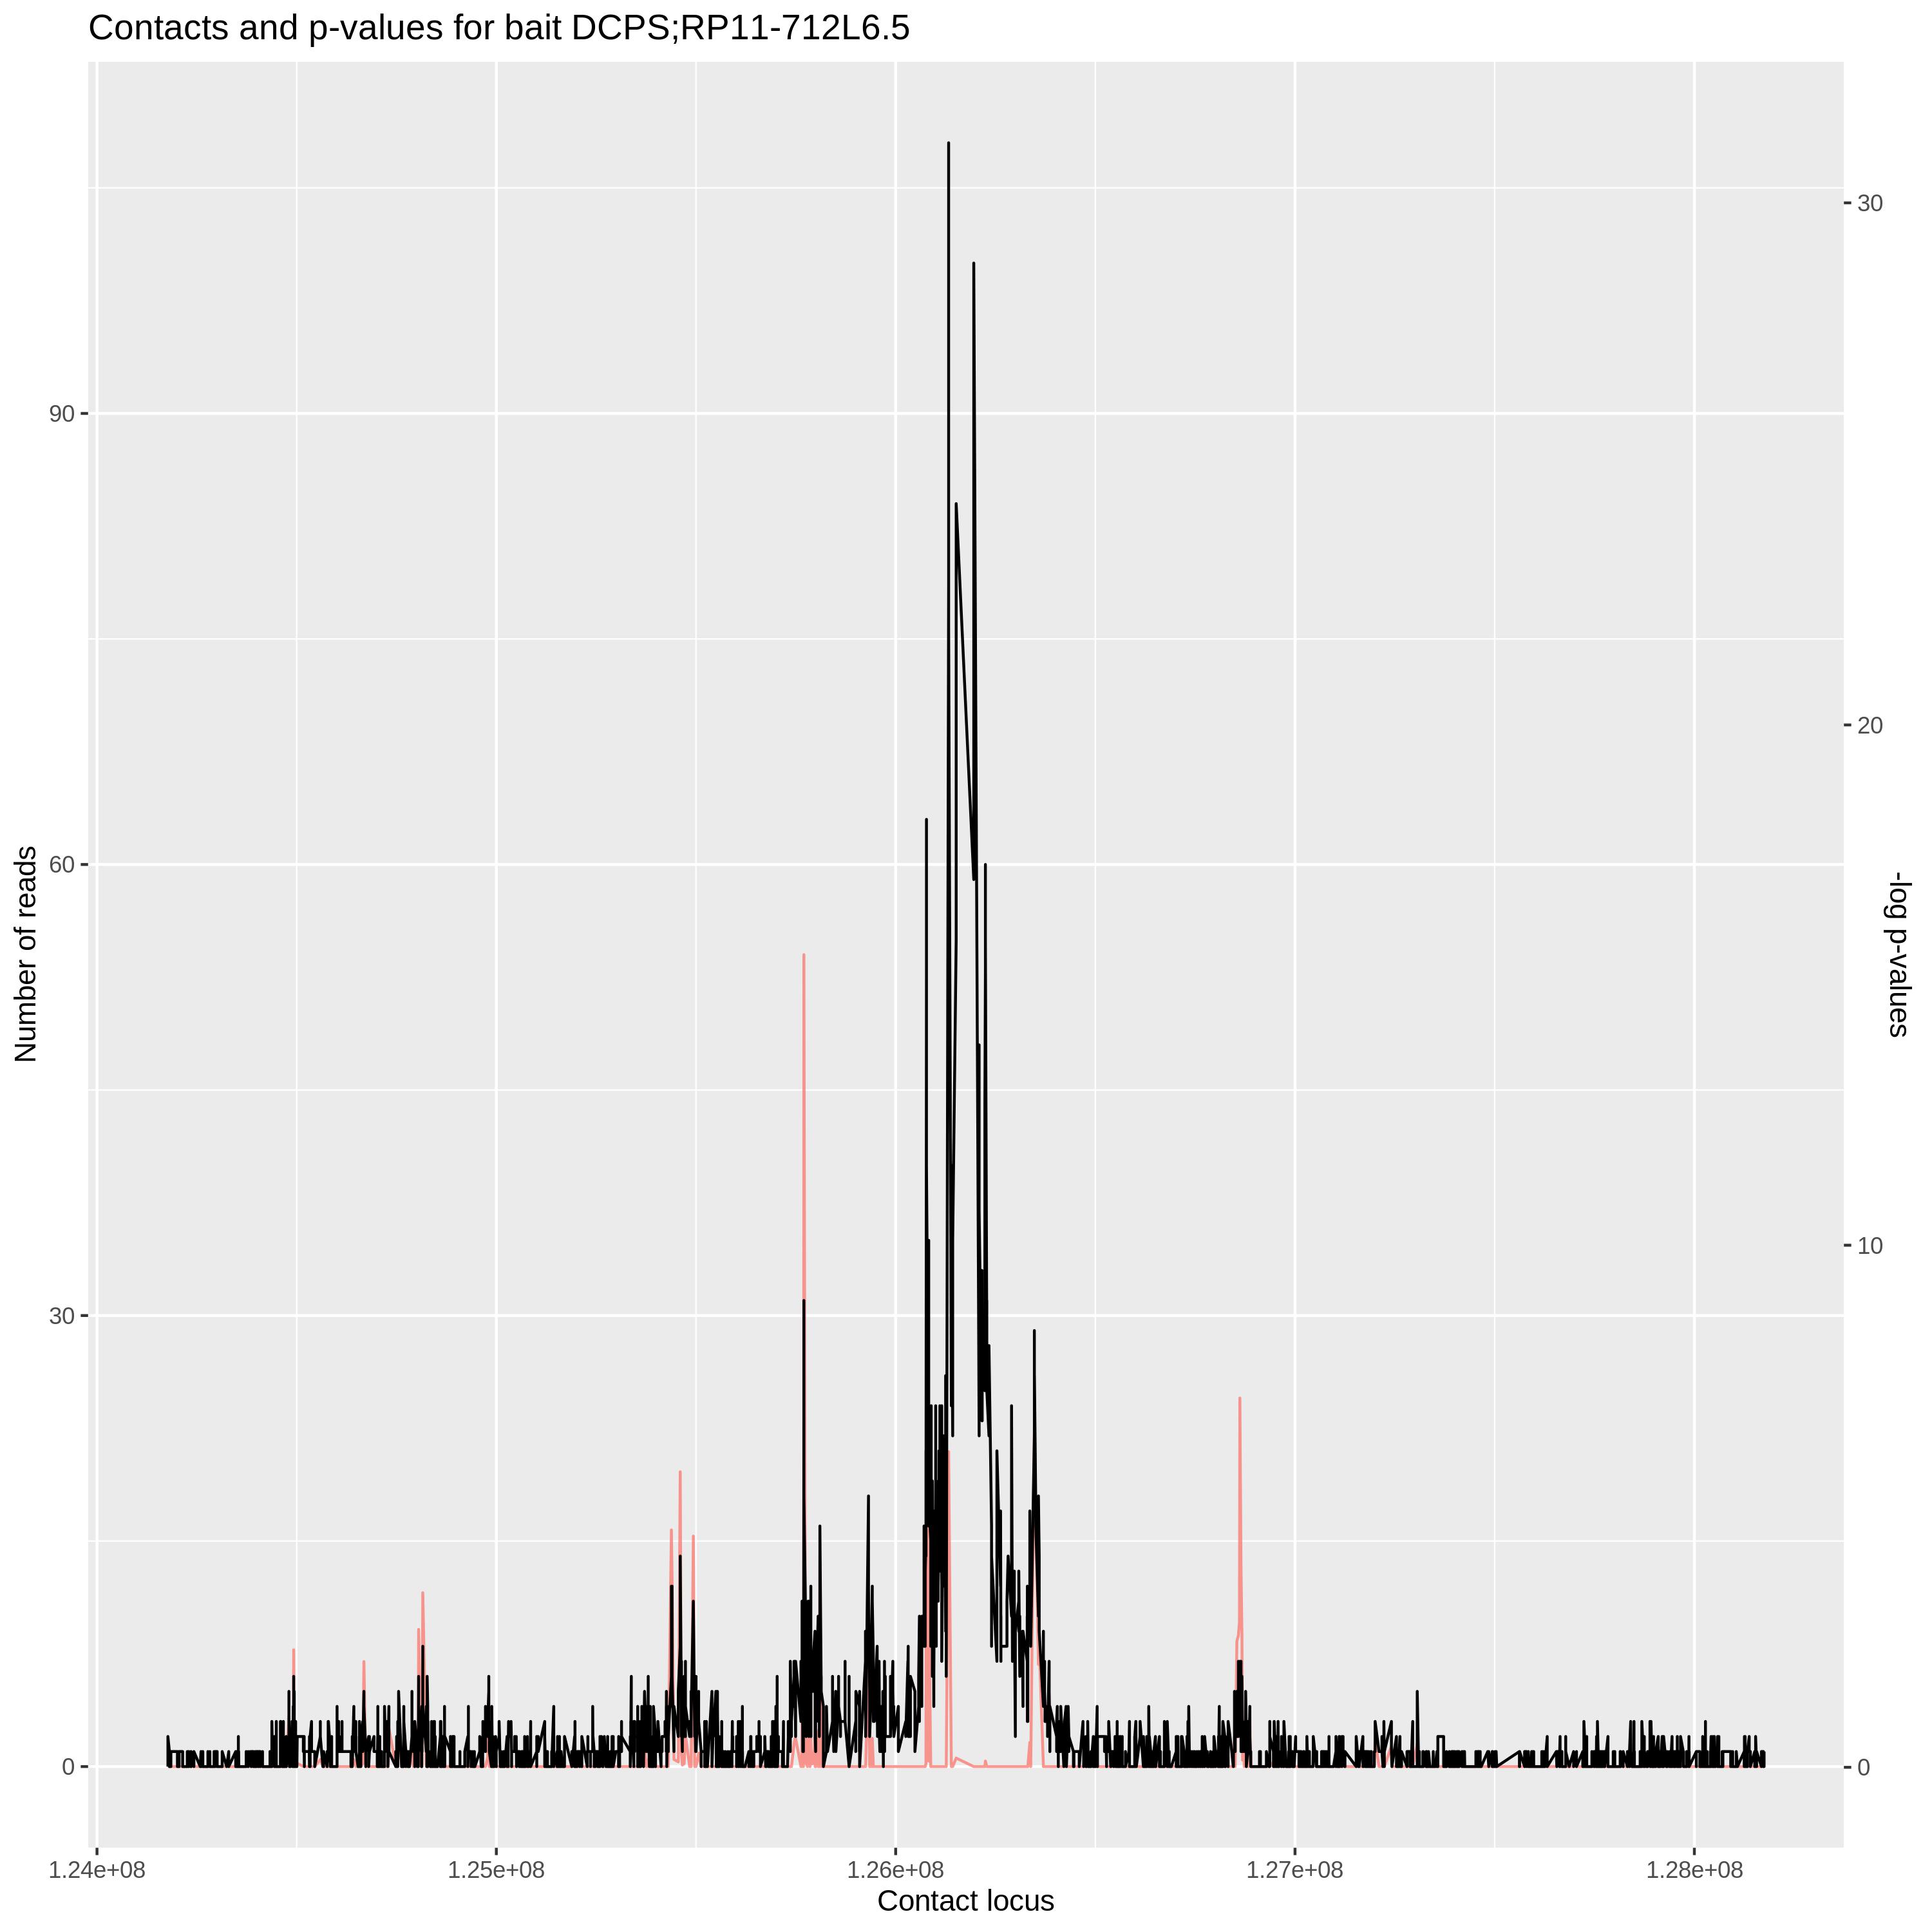 Contacts and p-values for bait DCPS;RP11-712L6.5
Number of reads
90
60
30
0
30
20
10
0
-log p-values
1.24e+08 1.25e+08 1.26e+08 1.27e+08 1.28e+08
Contact locus